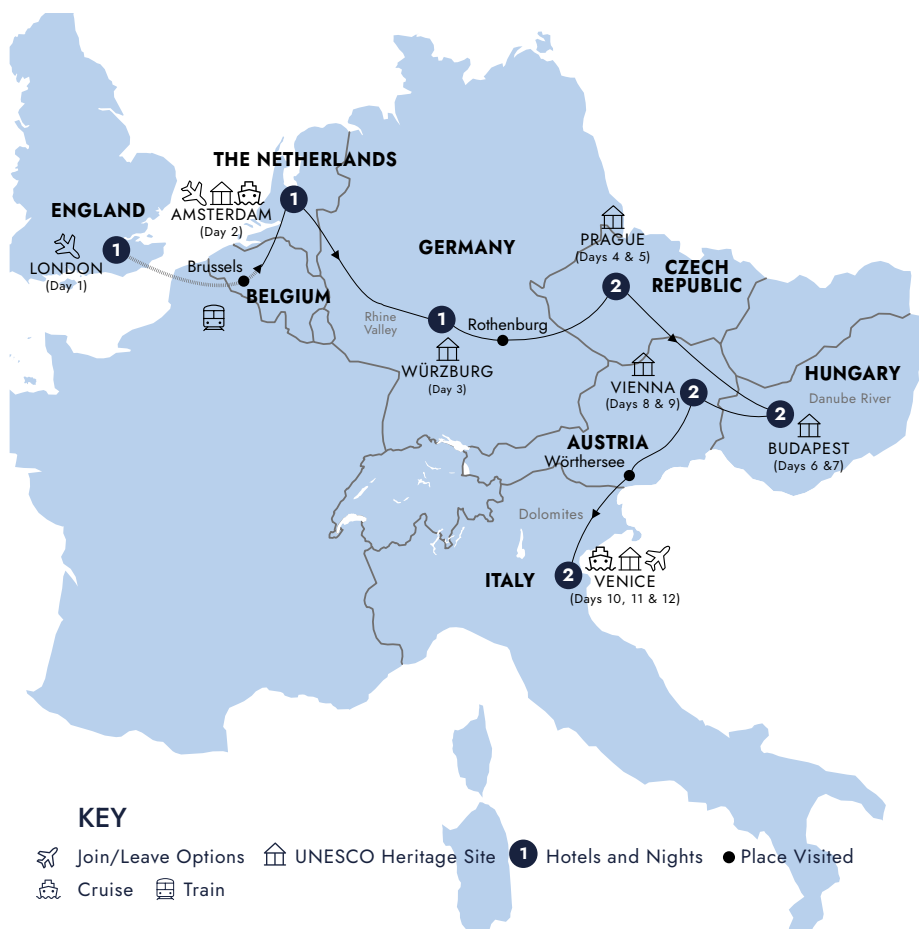 THE NETHERLANDS
1
AMSTERDAM
(Day 2)
ENGLAND
1
LONDON
(Day 1)
Brussels
BELGIUM
GERMANY
PRAGUE
(Days 4 & 5)
CZECH
REPUBLIC
2
Rhine
Valley
1
Rothenburg
WÜRZBURG
(Day 3)
VIENNA
(Days 8 & 9)
2
HUNGARY
Danube River
2
BUDAPEST
(Days 6 &7)
AUSTRIA
Wörthersee
Dolomites
ITALY
2
VENICE
(Days 10, 11 & 12)
KEY
Join/Leave Options UNESCO Heritage Site 1 Hotels and Nights Place Visited
Cruise Train